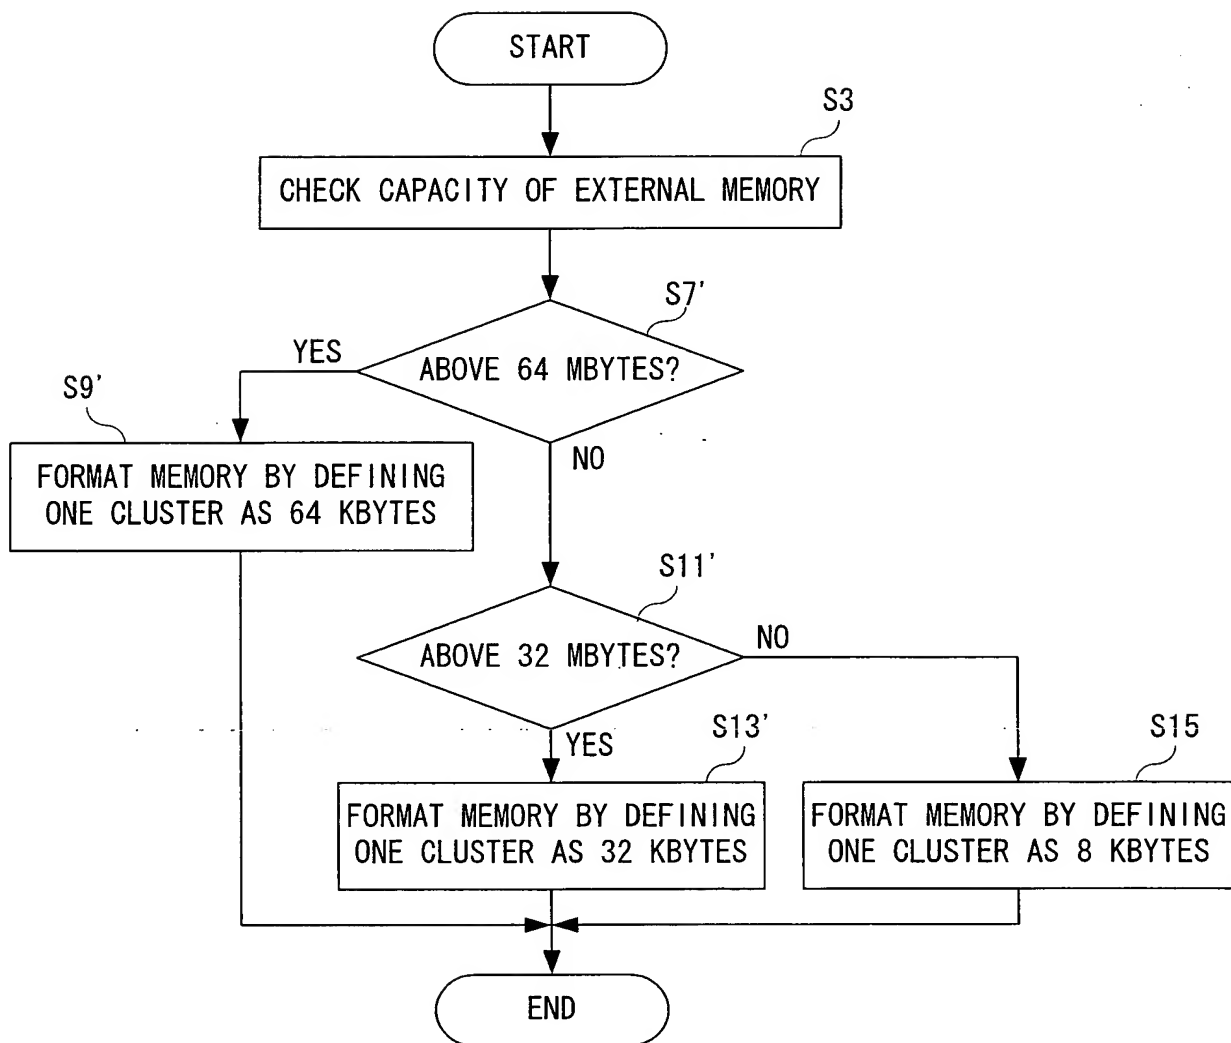 START
S3
CHECK CAPACITY OF EXTERNAL MEMORY
S7'
ABOVE 64 MBYTES?
YES
NO
S9'
FORMAT MEMORY BY DEFINING
ONE CLUSTER AS 64 KBYTES
S11'
ABOVE 32 MBYTES?
NO
YES
S13'
FORMAT MEMORY BY DEFINING
ONE CLUSTER AS 32 KBYTES
S15
FORMAT MEMORY BY DEFINING
ONE CLUSTER AS 8 KBYTES
END